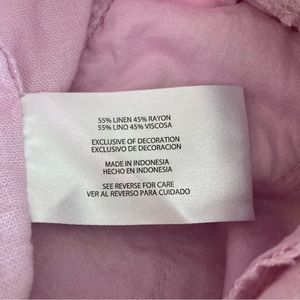 55% LINEN 45% RAYON
55% LINO 45% VISCOSA
EXCLUSIVE OF DECORATION
EXCLUSIVO DE DECORACION
MADE IN INDONESIA
HECHO EN INDONESIA
SEE REVERSE FOR CARE
VER AL REVERSO PARA CUIDADO